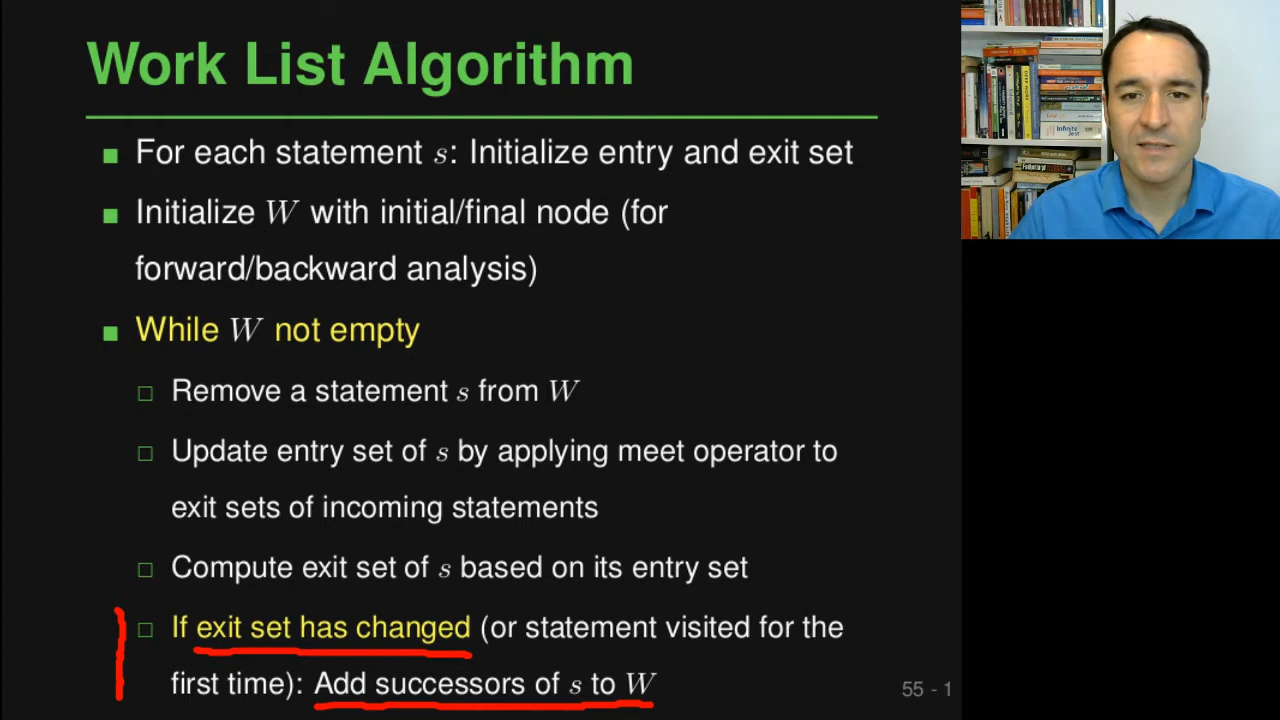 Work List Algorithm
For each statement s: Initialize entry and exit set
Initialize W with initial/final node (for
forward/backward analysis)
While W not empty
Remove a statement s from W
Update entry set of s by applying meet operator to
exit sets of incoming statements
Compute exit set of s based on its entry set
If exit set has changed (or statement visited for the
first time): Add successors of s to W
55 - 1
Infinite
Jest